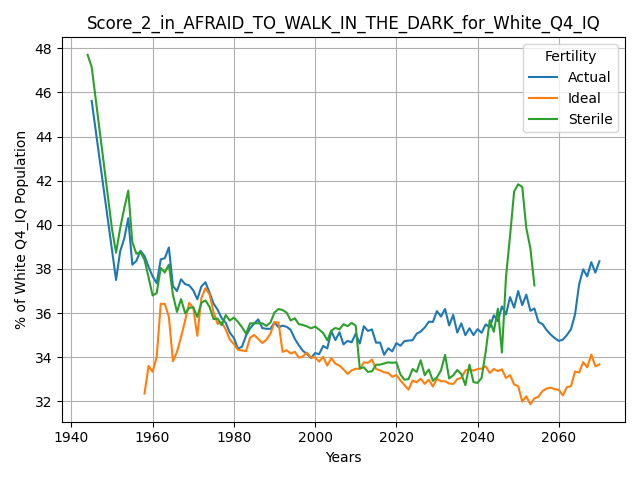 Score_2_in_AFRAID_TO_WALK_IN_THE_DARK_for_White_Q4_IQ
% of White Q4_IQ Population
48
46
44
42
40
38
36
34
32
Fertility
Actual
Ideal
Sterile
1940 1960 1980 2000 2020 2040 2060
Years